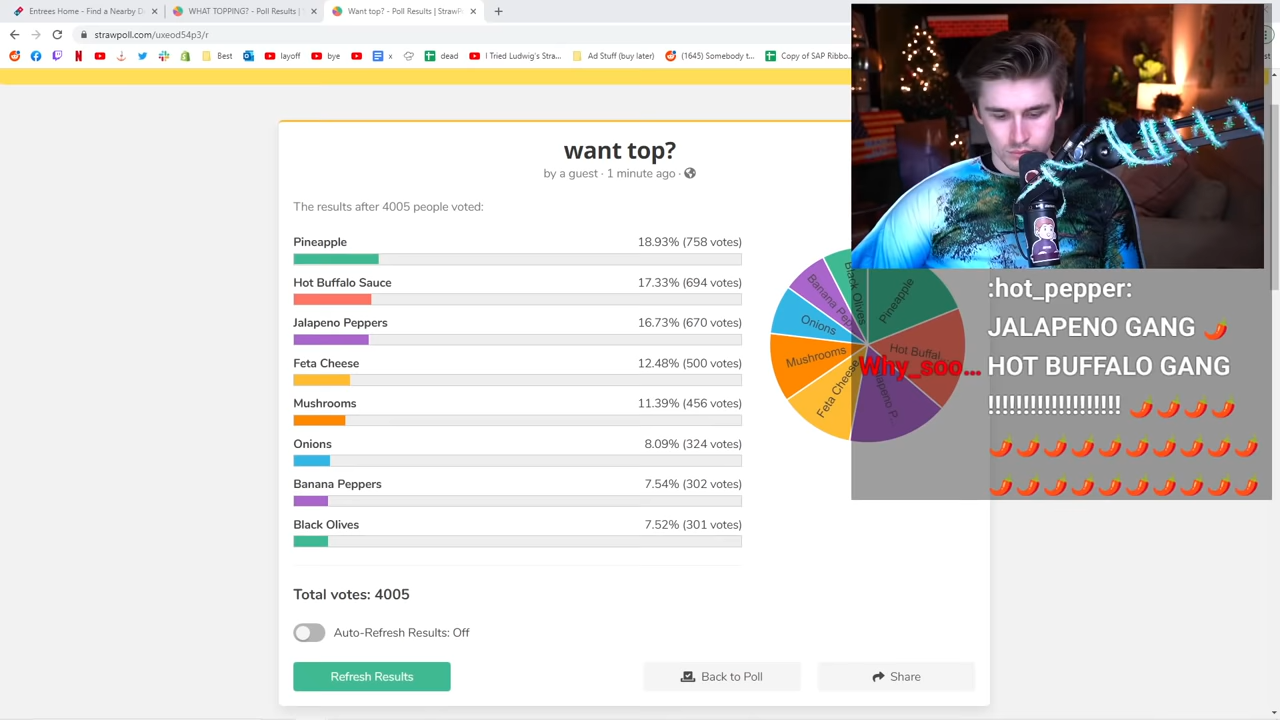 Entrees Home - Find a Nearby D
WHAT TOPPING? - Poll Results |
Want top? - Poll Results | StrawP
strawpoll.com/uxeod54p3/r
Best
layoff
bye
x
dead
I Tried Ludwig's Stra...
Ad Stuff (buy later)
(1645) Somebody t...
Copy of SAP Ribbo...
want top?
by a guest · 1 minute ago ·
The results after 4005 people voted:
Pineapple 18.93% (758 votes)
Hot Buffalo Sauce 17.33% (694 votes)
Jalapeno Peppers 16.73% (670 votes)
Feta Cheese 12.48% (500 votes)
Mushrooms 11.39% (456 votes)
Onions 8.09% (324 votes)
Banana Peppers 7.54% (302 votes)
Black Olives 7.52% (301 votes)
Total votes: 4005
Auto-Refresh Results: Off
Refresh Results
Back to Poll
Share
Black Olives
Pineapple
Banana Pep
Onions
Hot Buffal
Mushrooms
Feta Cheese
:hot_pepper:
JALAPENO GANG 🌶
Why_soo... HOT BUFFALO GANG
!!!!!!!!!!!!!!!!!!! 🌶🌶🌶🌶
🌶🌶🌶🌶🌶🌶🌶🌶🌶🌶
🌶🌶🌶🌶🌶🌶🌶🌶🌶🌶